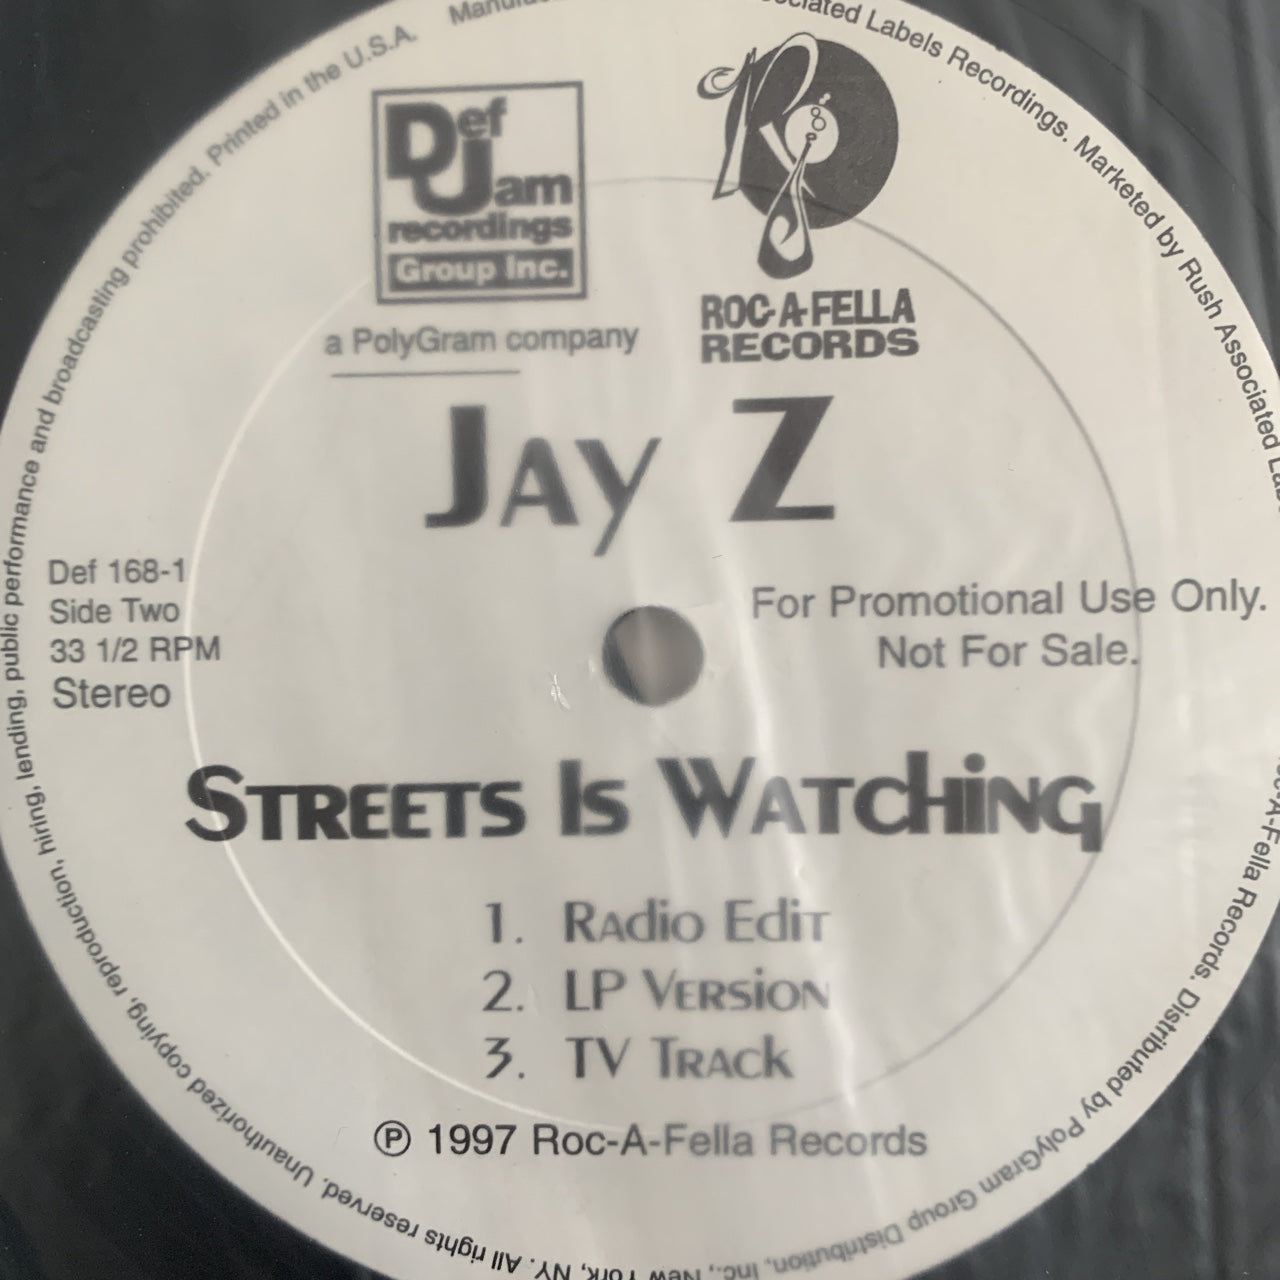 Def
Jam
recordings
Group Inc.
a PolyGram company
ROC-A-FELLA
RECORDS
JAY Z
Def 168-1
Side Two
33 1/2 RPM
Stereo
For Promotional Use Only.
Not For Sale.
STREETS IS WATCHING
1. RADIO EDIT
2. LP VERSION
3. TV TRACK
℗ 1997 Roc-A-Fella Records
Associated Labels Recordings. Marketed by Rush Associated
Roc-A-Fella Records. Distributed by PolyGram Group Distribution, Inc., New York, NY. All rights reserved. Unauthorized copying, reproduction, hiring, lending, public performance and broadcasting prohibited. Printed in the U.S.A.